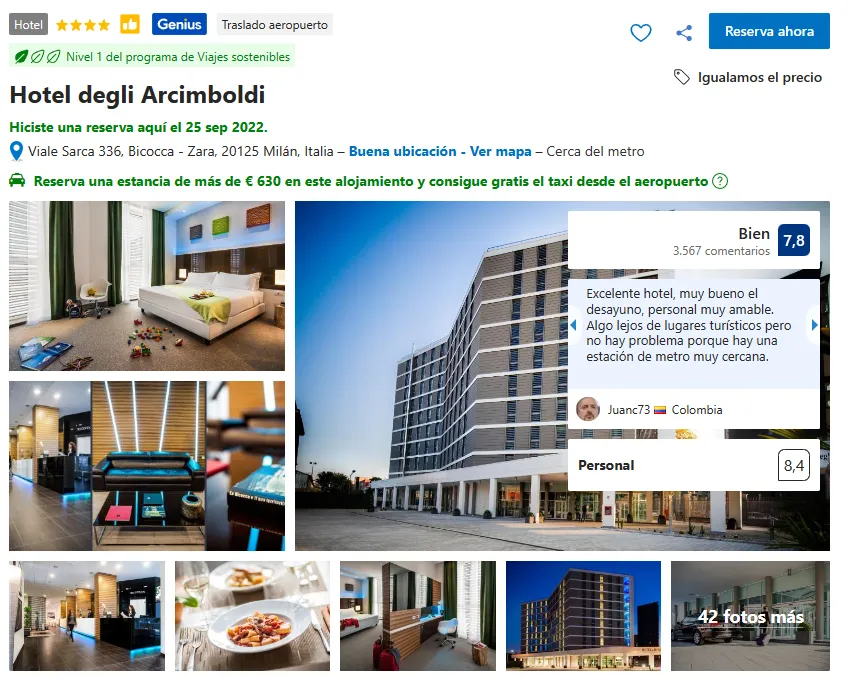 Hotel
Genius
Traslado aeropuerto
Reserva ahora
Nivel 1 del programa de Viajes sostenibles
Igualamos el precio
Hotel degli Arcimboldi
Hiciste una reserva aquí el 25 sep 2022.
Viale Sarca 336, Bicocca - Zara, 20125 Milán, Italia – Buena ubicación - Ver mapa – Cerca del metro
Reserva una estancia de más de € 630 en este alojamiento y consigue gratis el taxi desde el aeropuerto ?
Bien
7,8
3.567 comentarios
Excelente hotel, muy bueno el
desayuno, personal muy amable.
Algo lejos de lugares turísticos pero
no hay problema porque hay una
estación de metro muy cercana.
Juanc73 Colombia
Personal
8,4
42 fotos más